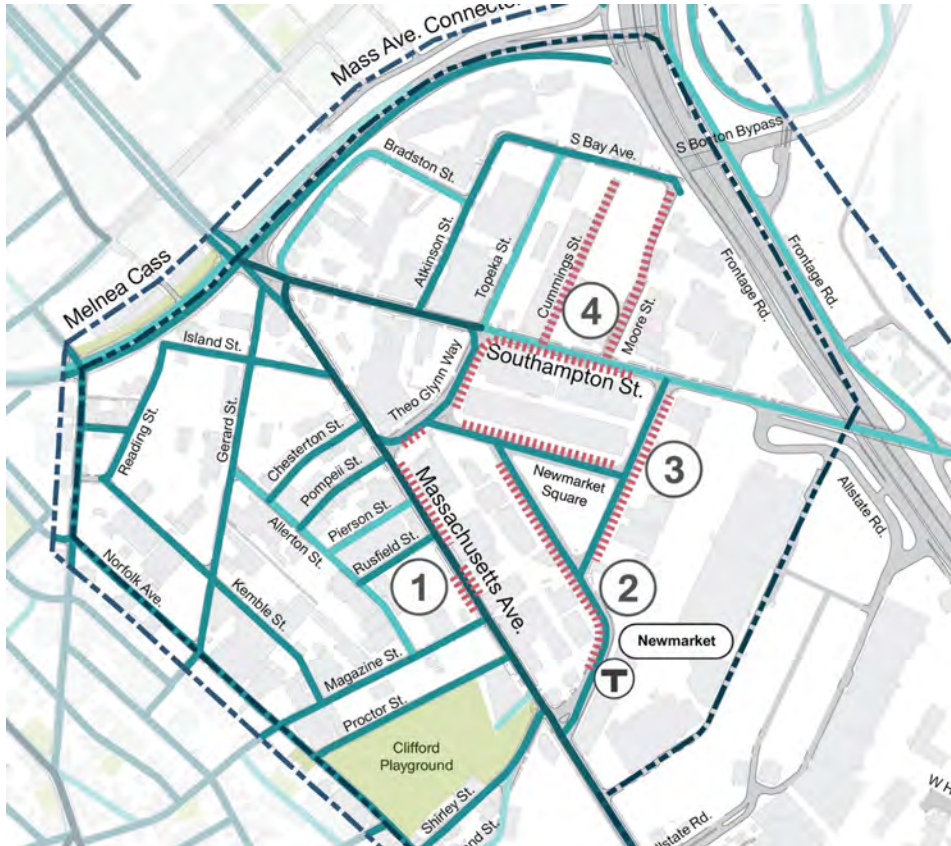 Mass Ave. Connector
S Boston Bypass
S Bay Ave.
Bradston St.
Atkinson St.
Topeka St.
Cummings St.
Moore St.
4
Frontage Rd.
Frontage Rd.
Melnea Cass
Island St.
Theo Glynn Way
Southampton St.
Reading St.
Gerard St.
Chesterton St.
Pompeii St.
Pierson St.
Rusfield St.
Allerton St.
Massachusetts Ave.
Newmarket
Square
3
Allstate Rd.
Norfolk Ave.
Kemble St.
1
2
Newmarket
T
Magazine St.
Proctor St.
Clifford
Playground
Shirley St.
Allstate Rd.